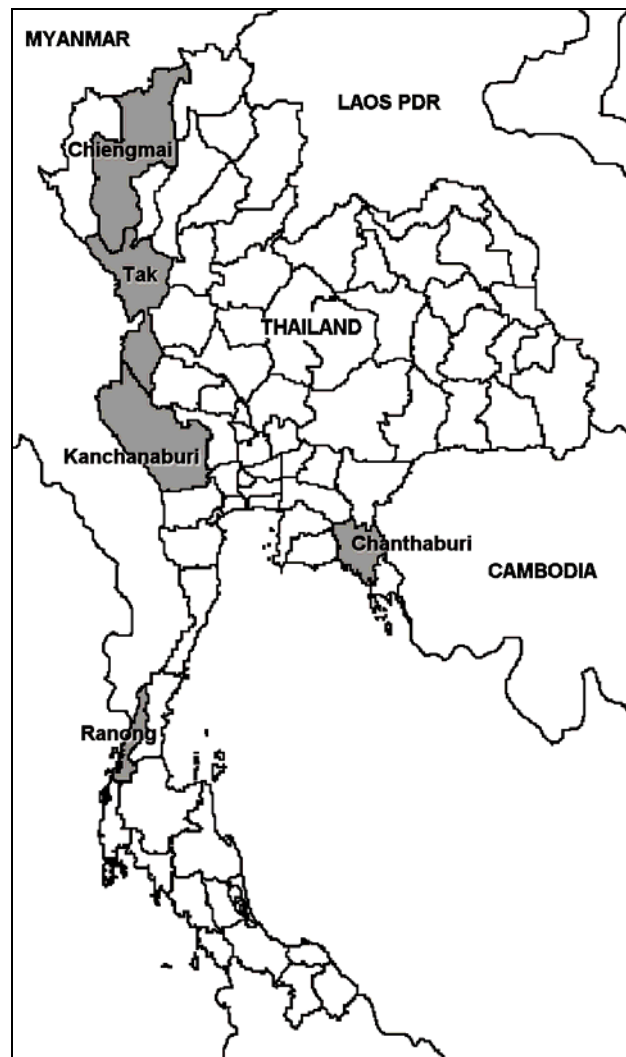 MYANMAR
LAOS PDR
Chiengmai
Tak
THAILAND
Kanchanaburi
Chanthaburi
CAMBODIA
Ranong